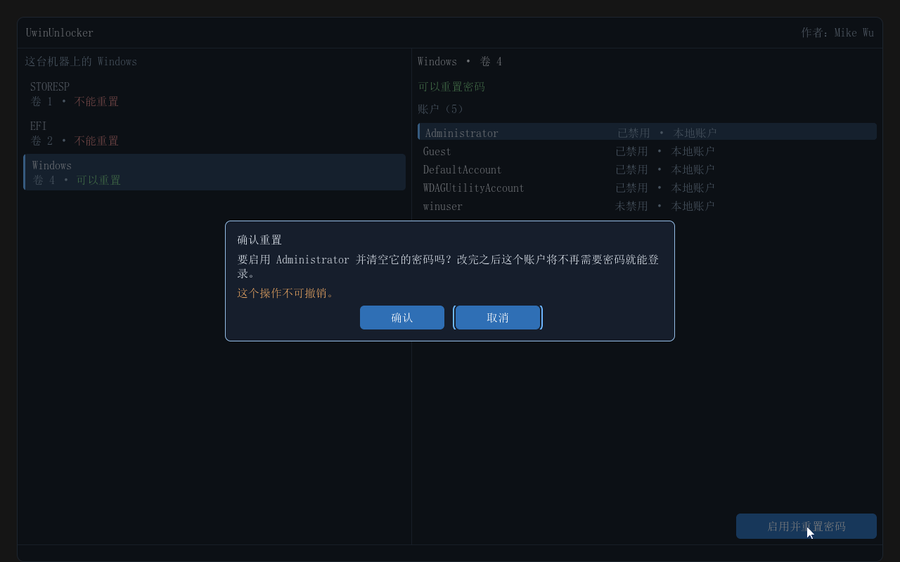 UwinUnlocker
作者：Mike Wu
这台机器上的 Windows
STORESP
卷 1 • 不能重置
EFI
卷 2 • 不能重置
Windows
卷 4 • 可以重置
Windows • 卷 4
可以重置密码
账户（5）
Administrator 已禁用 • 本地账户
Guest 已禁用 • 本地账户
DefaultAccount 已禁用 • 本地账户
WDAGUtilityAccount 已禁用 • 本地账户
winuser 未禁用 • 本地账户
确认重置
要启用 Administrator 并清空它的密码吗？改完之后这个账户将不再需要密码就能登
录。
这个操作不可撤销。
确认
取消
启用并重置密码